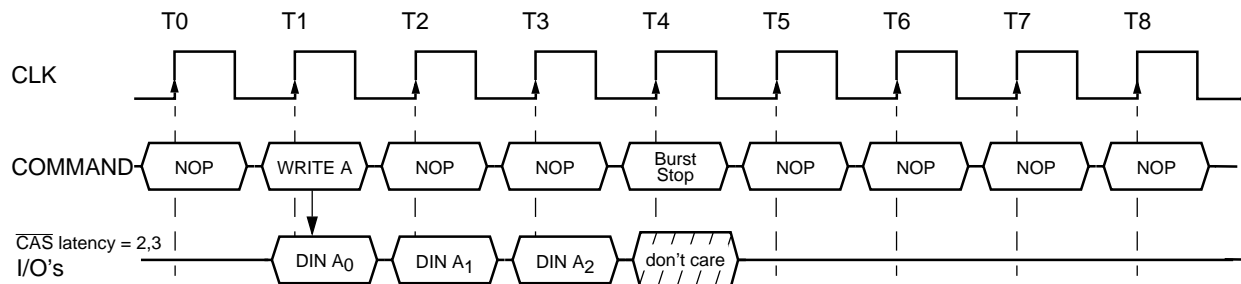 T0 T1 T2 T3 T4 T5 T6 T7 T8
CLK
COMMAND NOP WRITE A NOP NOP Burst Stop NOP NOP NOP NOP
CAS latency = 2,3
I/O's DIN A0 DIN A1 DIN A2 don't care